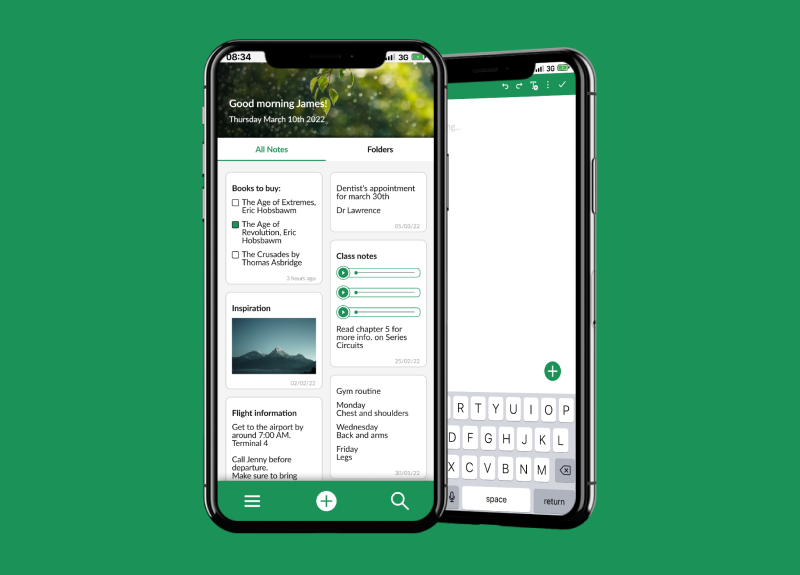 08:34
3G
Good morning James!
Thursday March 10th 2022
All Notes
Folders
Books to buy:
The Age of Extremes,
Eric Hobsbawm
The Age of
Revolution, Eric
Hobsbawm
The Crusades by
Thomas Asbridge
3 hours ago
Inspiration
02/02/22
Flight information
Get to the airport by
around 7:00 AM.
Terminal 4
Call Jenny before
departure.
Make sure to bring
Dentist's appointment
for march 30th
Dr Lawrence
05/03/22
Class notes
Read chapter 5 for
more info. on Series
Circuits
25/02/22
Gym routine
Monday
Chest and shoulders
Wednesday
Back and arms
Friday
Legs
30/01/22
3G
ng...
R T Y U I O P
D F G H J K L
X C V B N M
space
return